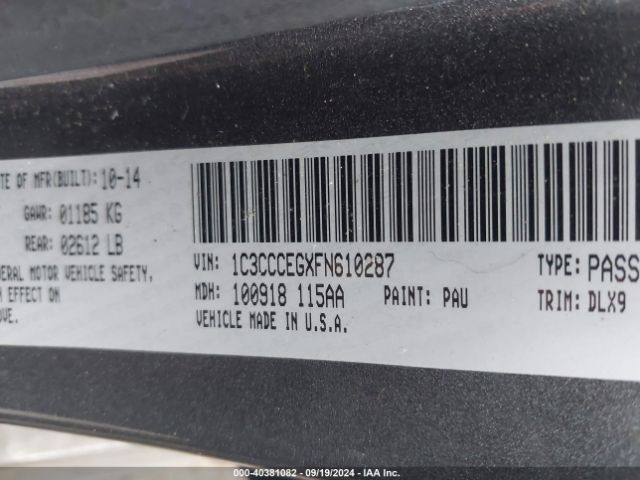 TE OF MFR(BUILT): 10-14
GAWR: 01185 KG
REAR: 02612 LB
ERAL MOTOR VEHICLE SAFETY,
EFFECT ON
OVE.
VIN: 1C3CCCEGXFN610287 TYPE: PASS
MDH: 100918 115AA PAINT: PAU TRIM: DLX9
VEHICLE MADE IN U.S.A.
000-40381082 - 09/19/2024 - IAA Inc.